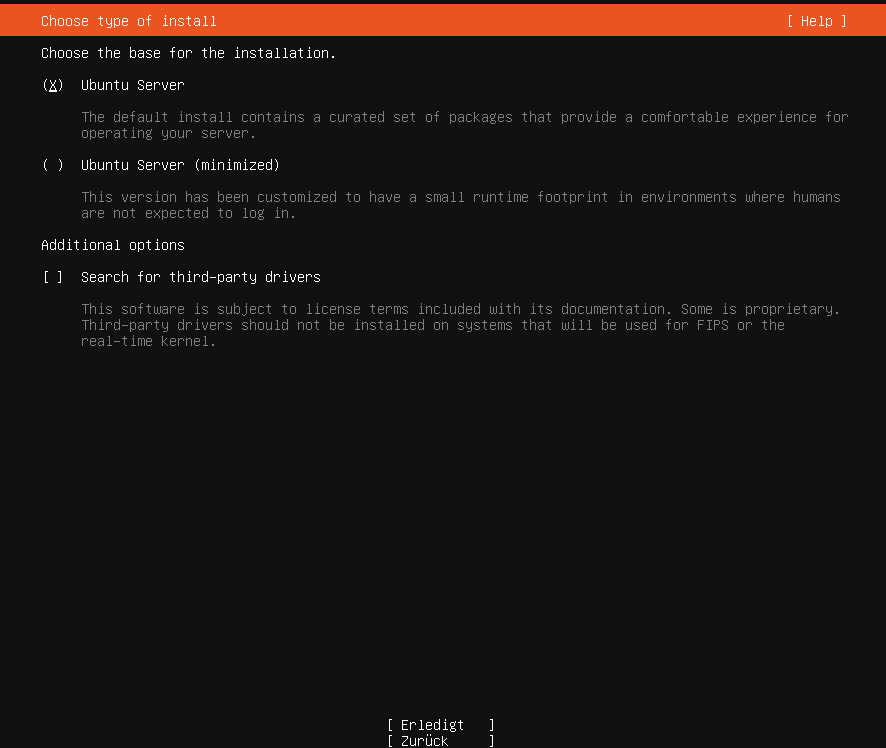 Choose type of install [ Help ]
Choose the base for the installation.
(X) Ubuntu Server
The default install contains a curated set of packages that provide a comfortable experience for
operating your server.
( ) Ubuntu Server (minimized)
This version has been customized to have a small runtime footprint in environments where humans
are not expected to log in.
Additional options
[ ] Search for third-party drivers
This software is subject to license terms included with its documentation. Some is proprietary.
Third-party drivers should not be installed on systems that will be used for FIPS or the
real-time kernel.
[ Erledigt ]
[ Zurück ]